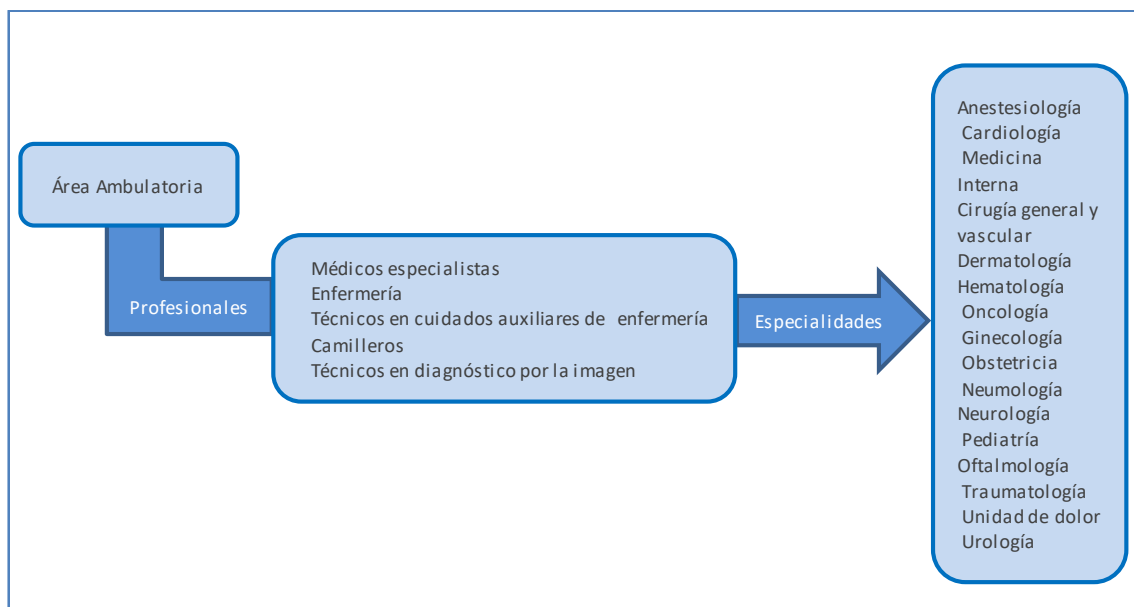 Área Ambulatoria
Profesionales
Médicos especialistas
Enfermería
Técnicos en cuidados auxiliares de enfermería
Camilleros
Técnicos en diagnóstico por la imagen
Especialidades
Anestesiología
Cardiología
Medicina
Interna
Cirugía general y
vascular
Dermatología
Hematología
Oncología
Ginecología
Obstetricia
Neumología
Neurología
Pediatría
Oftalmología
Traumatología
Unidad de dolor
Urología